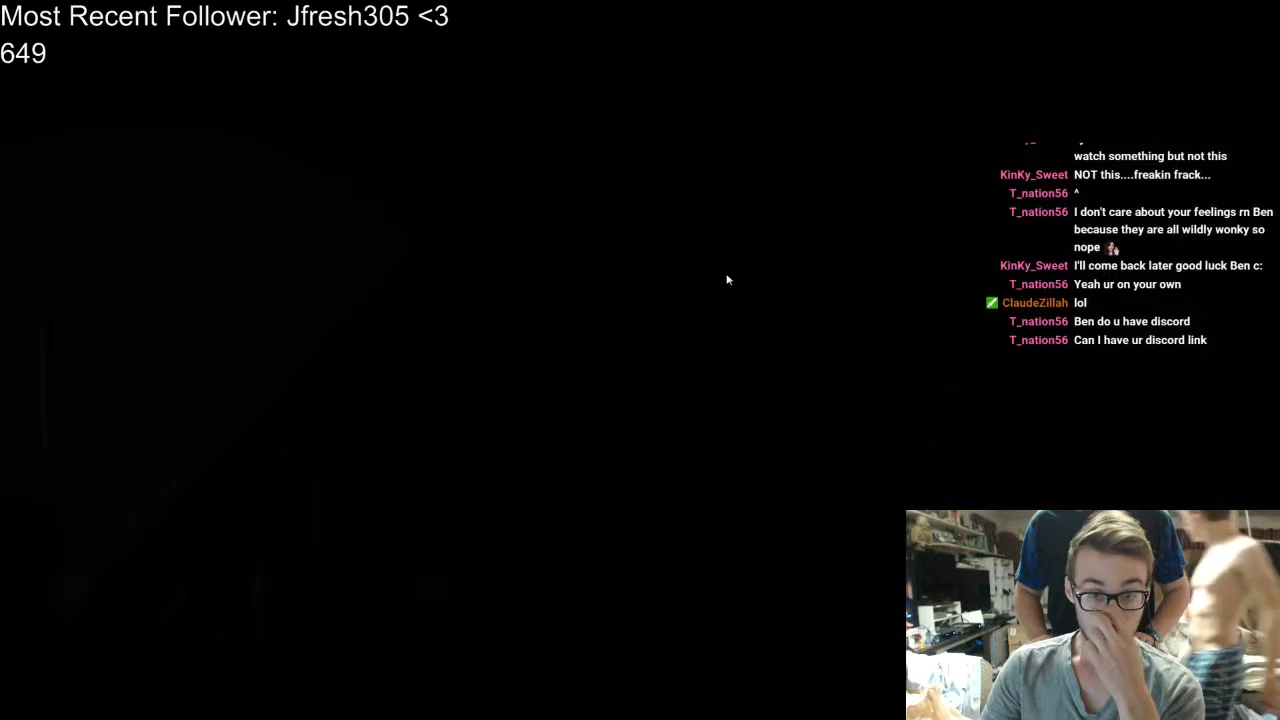 Most Recent Follower: Jfresh305 <3
649
watch something but not this
KinKy_Sweet NOT this....freakin frack...
T_nation56 ^
T_nation56 I don't care about your feelings rn Ben
because they are all wildly wonky so
nope
KinKy_Sweet I'll come back later good luck Ben c:
T_nation56 Yeah ur on your own
ClaudeZillah lol
T_nation56 Ben do u have discord
T_nation56 Can I have ur discord link